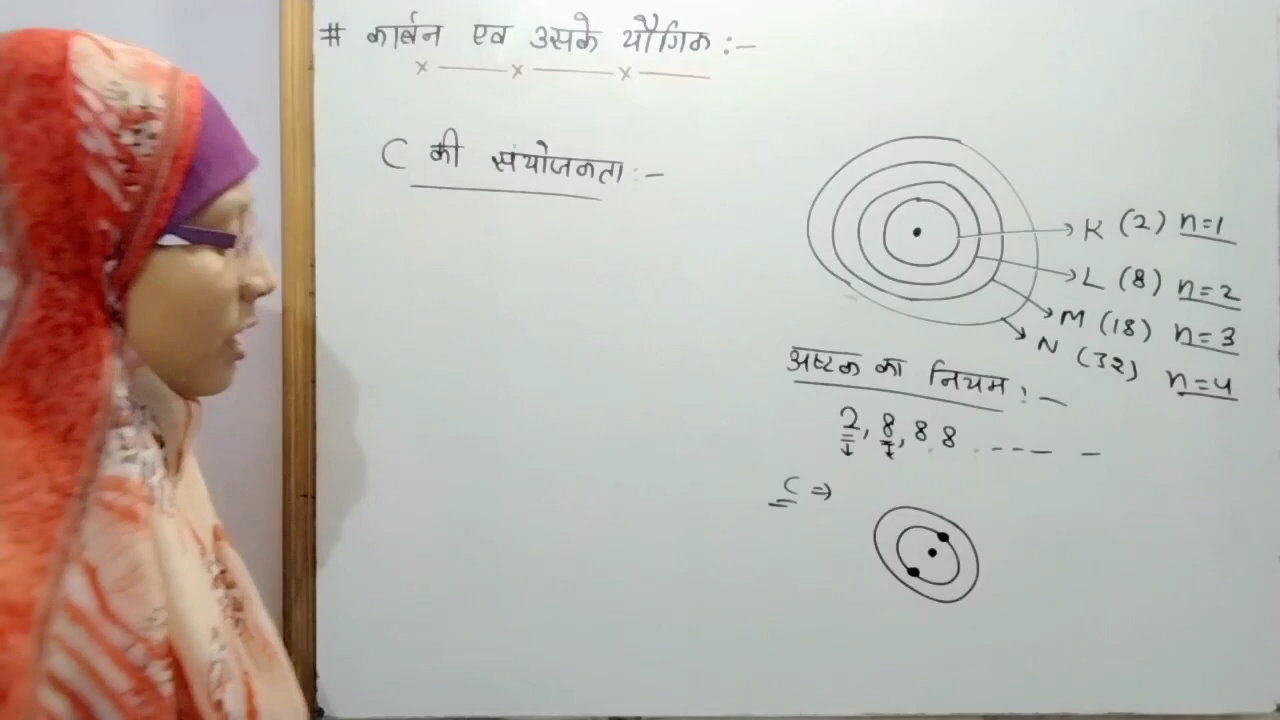 # कार्बन एव उसके यौगिक :-
C की संयोजकता :-
K (2) n=1
L (8) n=2
M (18) n=3
N (32) n=4
अष्टक का नियम :-
2, 8, 8 8 ---- -
C ⇒